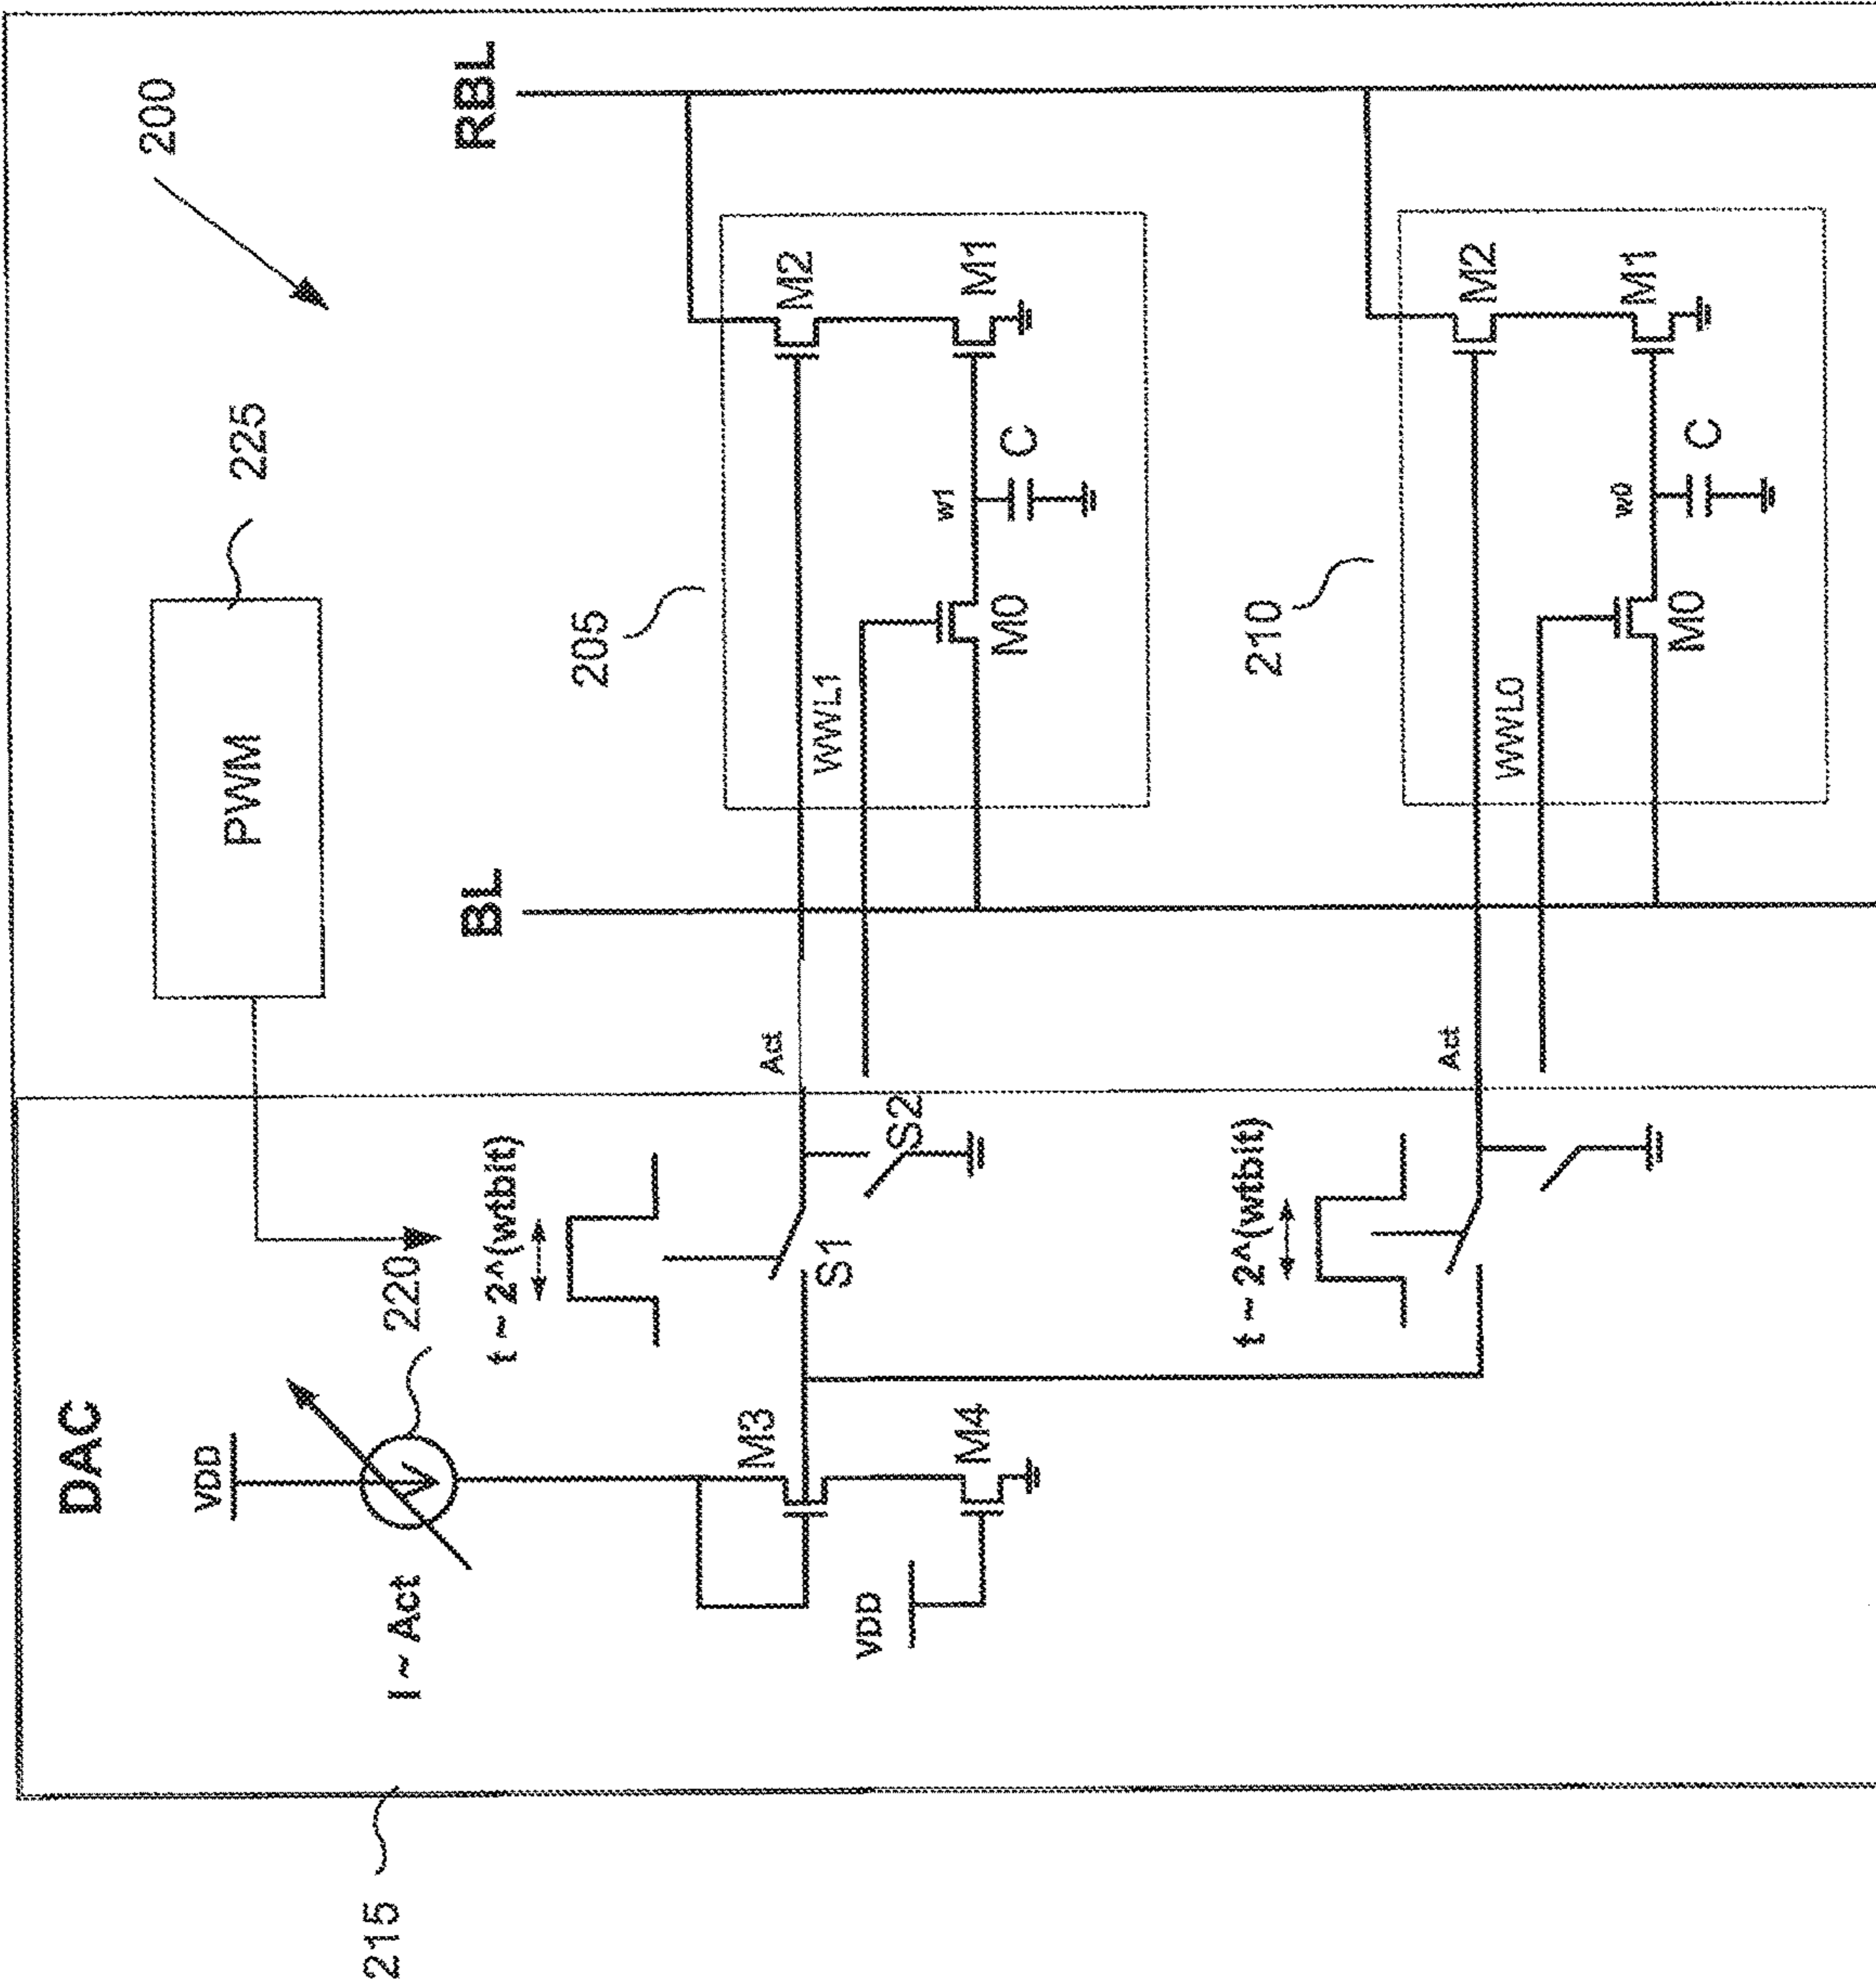 200
RBL
225
PWM
BL
DAC
VDD
220
I ~ Act
215
t ~ 2^(wtbit)
S1
S2
Act
WWL1
205
M2
M1
w1
C
M0
M3
M4
VDD
t ~ 2^(wtbit)
Act
WWL0
210
M2
M1
w0
C
M0